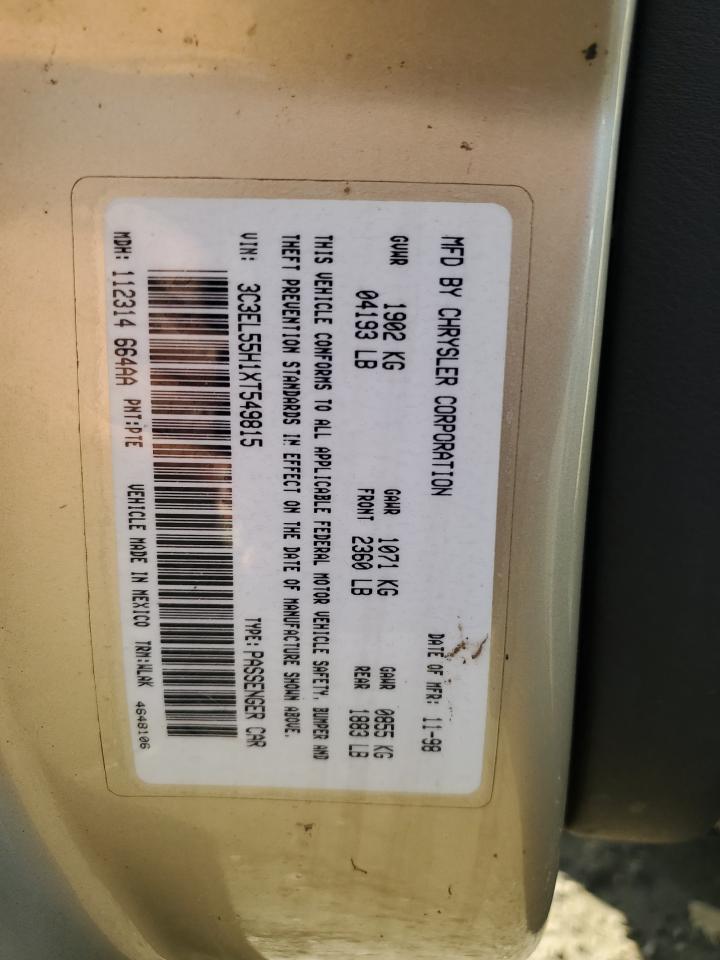 MFD BY CHRYSLER CORPORATION DATE OF MFR: 11-98
GVWR 1902 KG GAWR 1071 KG GAWR 0855 KG
04193 LB FRONT 2360 LB REAR 1883 LB
THIS VEHICLE CONFORMS TO ALL APPLICABLE FEDERAL MOTOR VEHICLE SAFETY, BUMPER AND
THEFT PREVENTION STANDARDS IN EFFECT ON THE DATE OF MANUFACTURE SHOWN ABOVE.
VIN: 3C3EL55H1XT549815 TYPE: PASSENGER CAR
MDH: 112314 664AA PNT:PTE VEHICLE MADE IN MEXICO TRM:WLAK 4648106